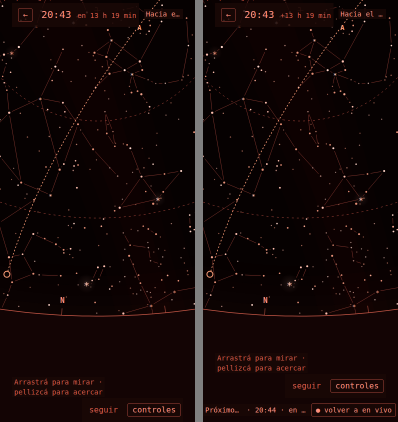 ← 20:43 en 13 h 19 min Hacia e…
A
N
Arrastrá para mirar ·
pellizcá para acercar
seguir controles
← 20:43 +13 h 19 min Hacia el …
A
N
Arrastrá para mirar ·
pellizcá para acercar
seguir controles
Próximo… · 20:44 · en … ● volver a en vivo